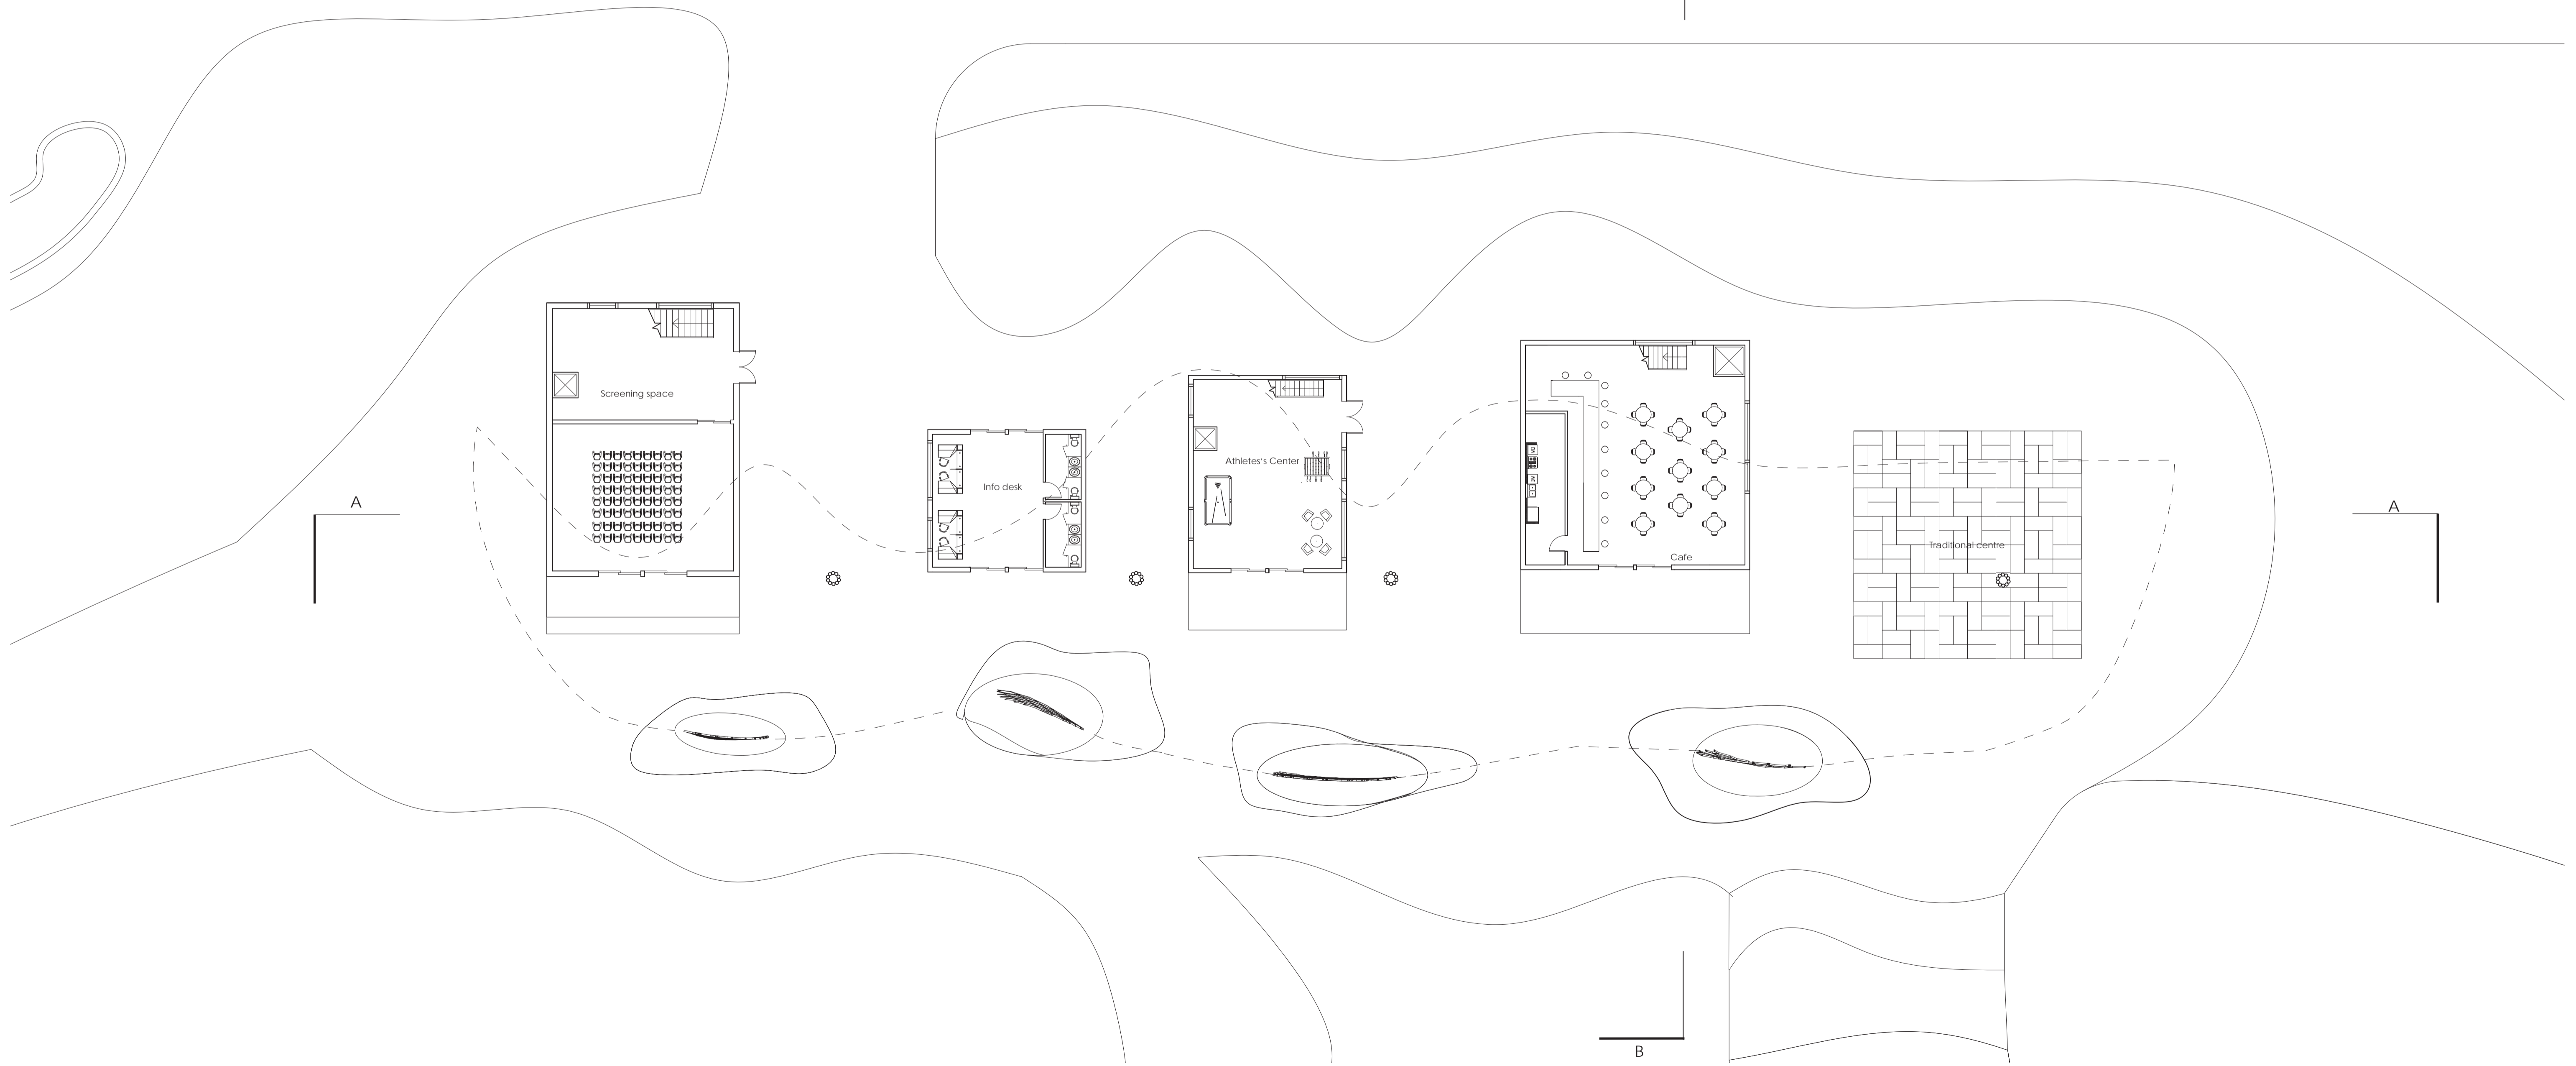 Screening space
Athletes's Center
Info desk
A
A
Traditional centre
Cafe
B